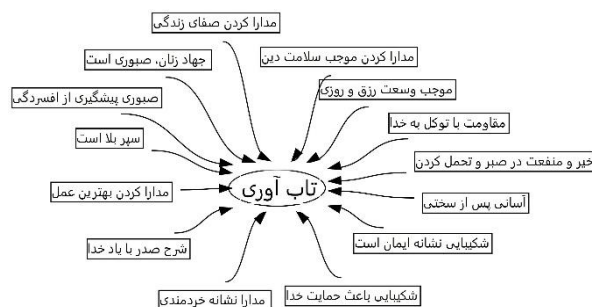 مدارا کردن صفای زندگی
مدارا کردن موجب سلامت دین
جهاد زنان، صبوری است
موجب وسعت رزق و روزی
صبوری پیشگیری از افسردگی
مقاومت با توکل به خدا
سپر بلا است
خیر و منفعت در صبر و تحمل کردن
تاب آوری
مدارا کردن بهترین عمل
آسانی پس از سختی
شرح صدر با یاد خدا
شکیبایی نشانه ایمان است
مدارا نشانه خردمندی
شکیبایی باعث حمایت خدا